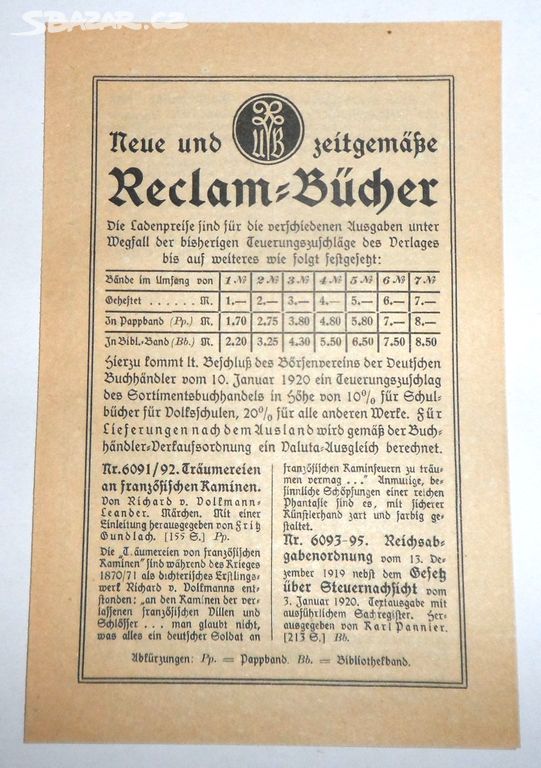 SBAZAR.CZ
UB
Neue und zeitgemäße
Reclam-Bücher
Die Ladenpreise sind für die verschiedenen Ausgaben unter
Wegfall der bisherigen Teuerungszuschläge des Verlages
bis auf weiteres wie folgt festgesetzt:
Bände im Umfang von 1 № 2 № 3 № 4 № 5 № 6 № 7 №
Geheftet . . . . . . M. 1.— 2.— 3.— 4.— 5.— 6.— 7.—
In Pappband (Pp.) M. 1.70 2.75 3.80 4.80 5.80 7.— 8.—
In Bibl.-Band (Bb.) M. 2.20 3.25 4.30 5.50 6.50 7.50 8.50
Hierzu kommt lt. Beschluß des Börsenvereins der Deutschen
Buchhändler vom 10. Januar 1920 ein Teuerungszuschlag
des Sortimentsbuchhandels in Höhe von 10% für Schul-
bücher für Volksschulen, 20% für alle anderen Werke. Für
Lieferungen nach dem Ausland wird gemäß der Buch-
händler-Verkaufsordnung ein Valuta-Ausgleich berechnet.
Nr. 6091/92. Träumereien
an französischen Kaminen.
Von Richard v. Volkmann-
Leander. Märchen. Mit einer
Einleitung herausgegeben von Fritz
Gundlach. [155 S.] Pp.
Die „T äumereien von französischen
Kaminen" sind während des Krieges
1870/71 als dichterisches Erstlings-
werk Richard v. Volkmanns ent-
standen: „an den Kaminen der ver-
lassenen französischen Villen und
Schlösser . . . man glaubt nicht,
was alles ein deutscher Soldat an
französischen Kaminfeuern zu träu-
men vermag . . ." Anmutige, be-
sinnliche Schöpfungen einer reichen
Phantasie sind es, mit sicherer
Künstlerhand zart und farbig ge-
staltet.
Nr. 6093-95. Reichsab-
gabenordnung vom 13. De-
zember 1919 nebst dem Gesetz
über Steuernachsicht vom
3. Januar 1920. Textausgabe mit
ausführlichem Sachregister. Her-
ausgegeben von Karl Pannier.
[213 S.] Bb.
Abkürzungen: Pp. = Pappband. Bb. = Bibliothekband.